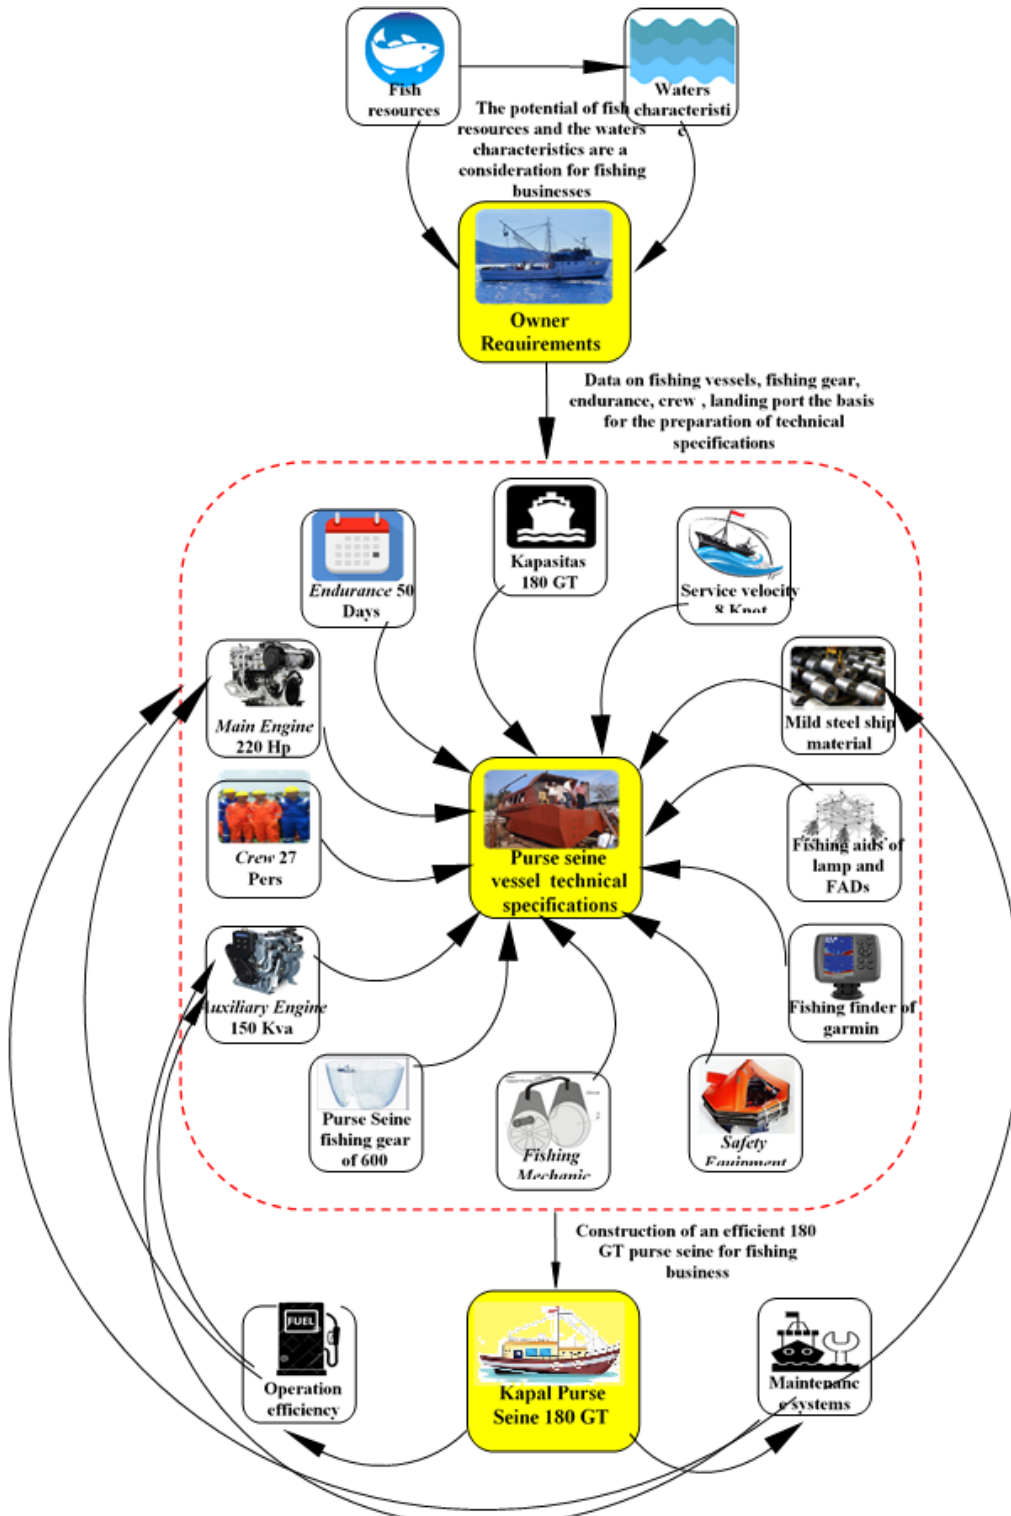 Fish
resources
Waters
characteristi
c
The potential of fish
resources and the waters
characteristics are a
consideration for fishing
businesses
Owner
Requirements
Data on fishing vessels, fishing gear,
endurance, crew , landing port the basis
for the preparation of technical
specifications
Kapasitas
180 GT
Endurance 50
Days
Service velocity
8 Knot
Main Engine
220 Hp
Mild steel ship
material
Crew 27
Pers
Purse seine
vessel technical
specifications
Fishing aids of
lamp and
FADs
Auxiliary Engine
150 Kva
Fishing finder of
garmin
Purse Seine
fishing gear
of 600
Fishing
Mechanic
Safety
Equipment
Construction of an efficient 180
GT purse seine for fishing
business
FUEL
Operation
efficiency
Kapal Purse
Seine 180 GT
Maintenanc
e systems